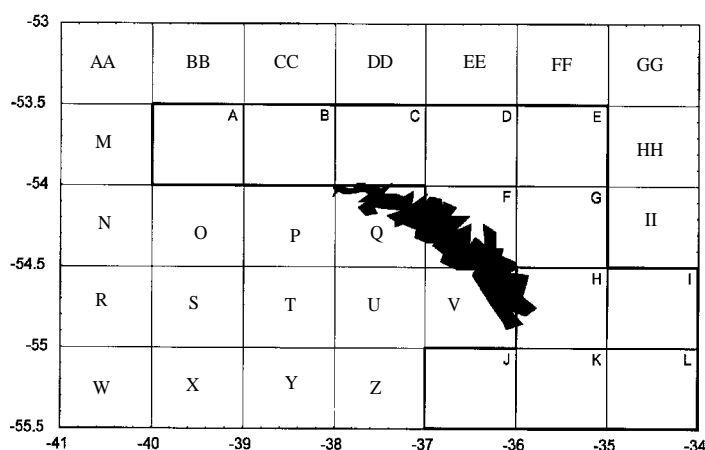 -53
AA BB CC DD EE FF GG
-53.5
M A B C D E HH
-54
N O P Q F G II
-54.5
R S T U V H I
-55
W X Y Z J K L
-55.5
-41 -40 -39 -38 -37 -36 -35 -34